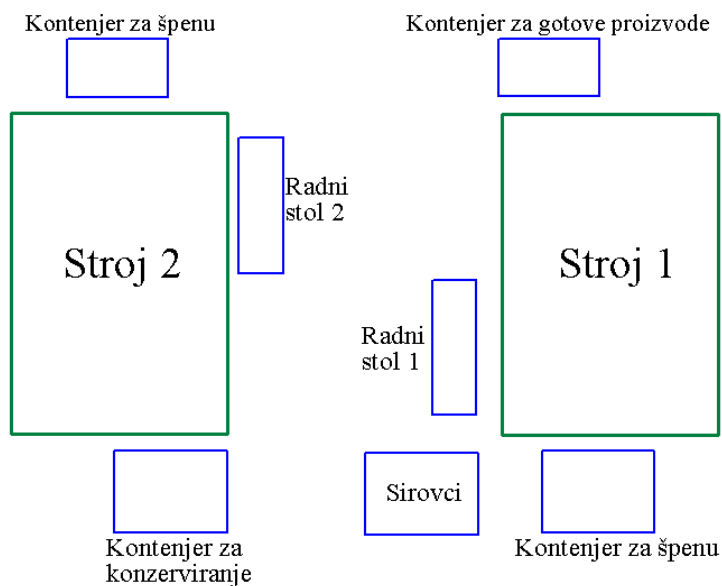 Kontenjer za špenu
Kontenjer za gotove proizvode
Radni
stol 2
Stroj 2
Stroj 1
Radni
stol 1
Sirovci
Kontenjer za
konzerviranje
Kontenjer za špenu